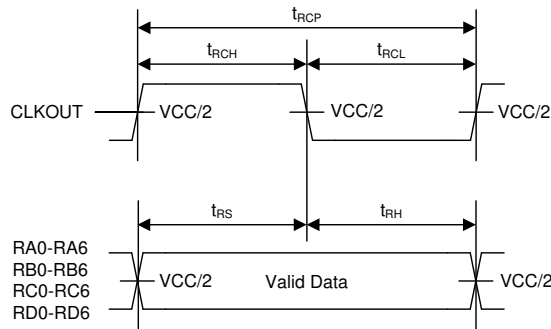 tRCP
tRCH
tRCL
CLKOUT
VCC/2
VCC/2
VCC/2
tRS
tRH
RA0-RA6
RB0-RB6
RC0-RC6
RD0-RD6
VCC/2
Valid Data
VCC/2